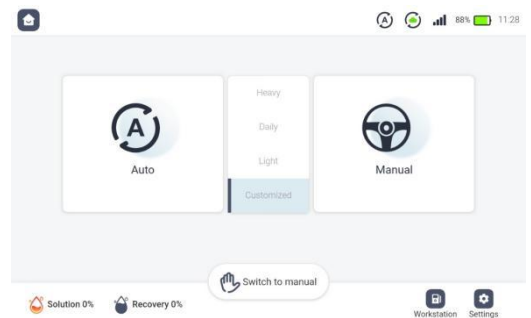 A
88%
11:28
A
Auto
Heavy
Daily
Light
Customized
Manual
Switch to manual
Solution 0%
Recovery 0%
Workstation
Settings